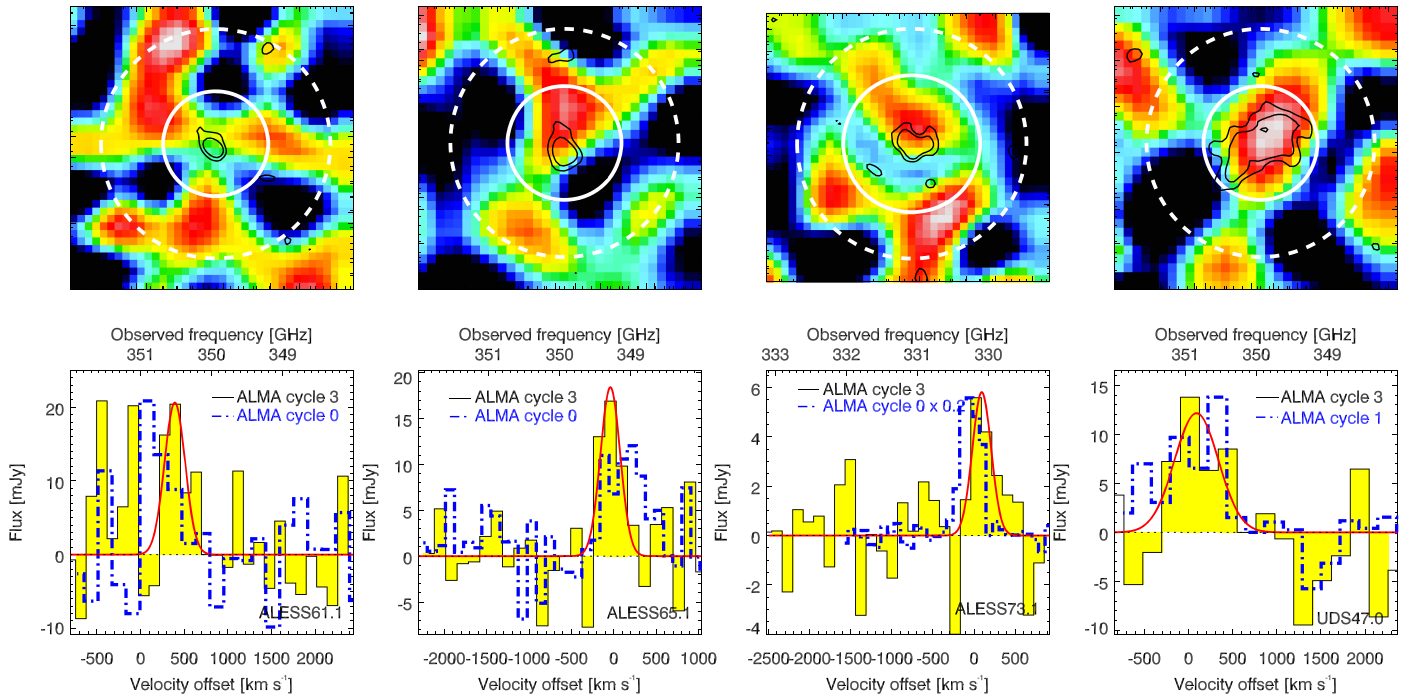 Observed frequency [GHz]
351 350 349
20
10
0
-10
Flux [mJy]
ALMA cycle 3
ALMA cycle 0
ALESS61.1
-500 0 500 1000 1500 2000
Velocity offset [km s⁻¹]
Observed frequency [GHz]
351 350 349
20
15
10
5
0
-5
Flux [mJy]
ALMA cycle 3
ALMA cycle 0
ALESS65.1
-2000 -1500 -1000 -500 0 500 1000
Velocity offset [km s⁻¹]
Observed frequency [GHz]
333 332 331 330
6
4
2
0
-2
-4
Flux [mJy]
ALMA cycle 3
ALMA cycle 0 x 0.2
ALESS73.1
-2500 -2000 -1500 -1000 -500 0 500
Velocity offset [km s⁻¹]
Observed frequency [GHz]
351 350 349
15
10
5
0
-5
-10
Flux [mJy]
ALMA cycle 3
ALMA cycle 1
UDS47.0
-500 0 500 1000 1500 2000
Velocity offset [km s⁻¹]